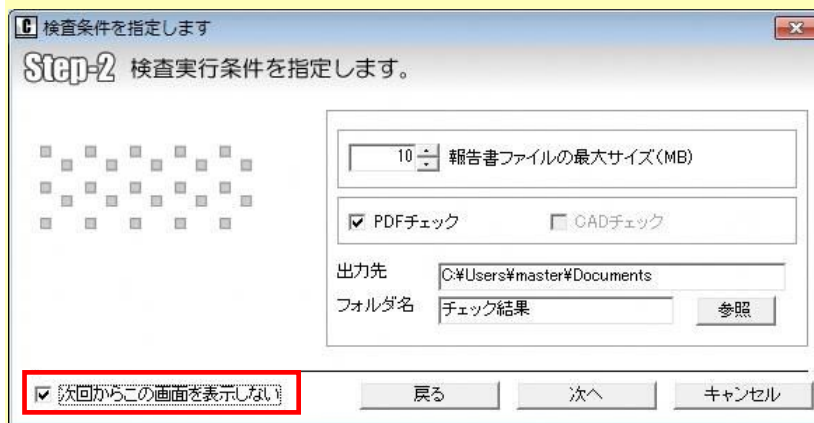 C 検査条件を指定します
Step-2 検査実行条件を指定します。
10 報告書ファイルの最大サイズ(MB)
PDFチェック CADチェック
出力先 C:¥Users¥master¥Documents
フォルダ名 チェック結果 参照
次回からこの画面を表示しない 戻る 次へ キャンセル